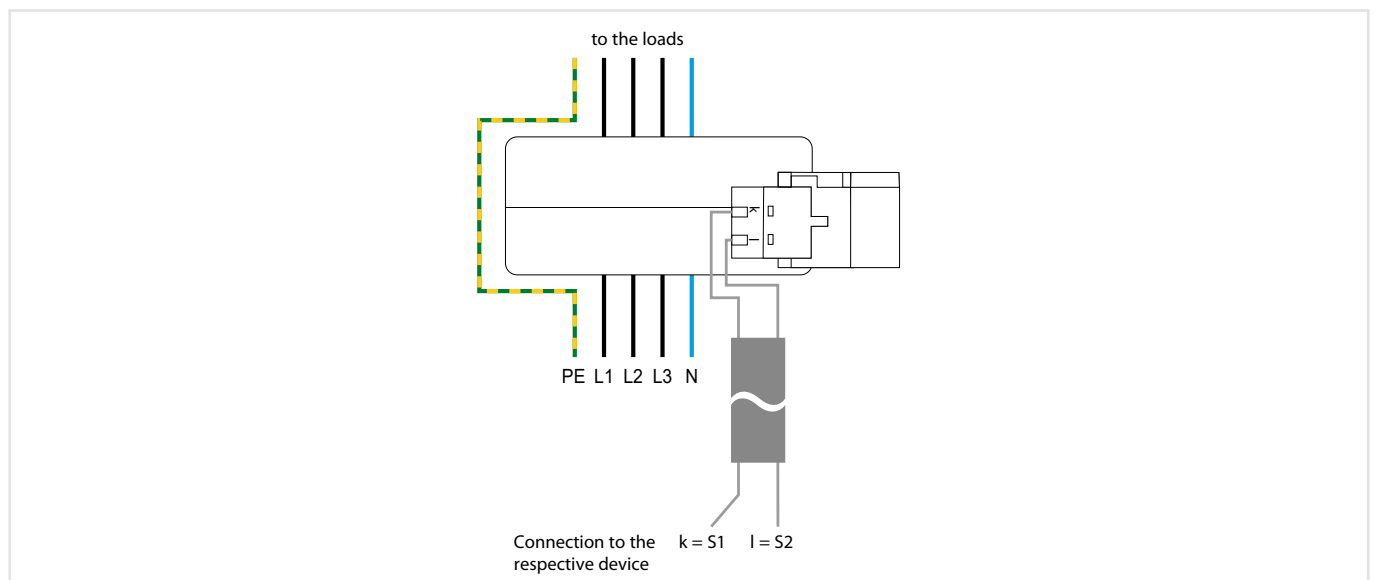 to the loads
k
l
PE L1 L2 L3 N
Connection to the k = S1 l = S2
respective device